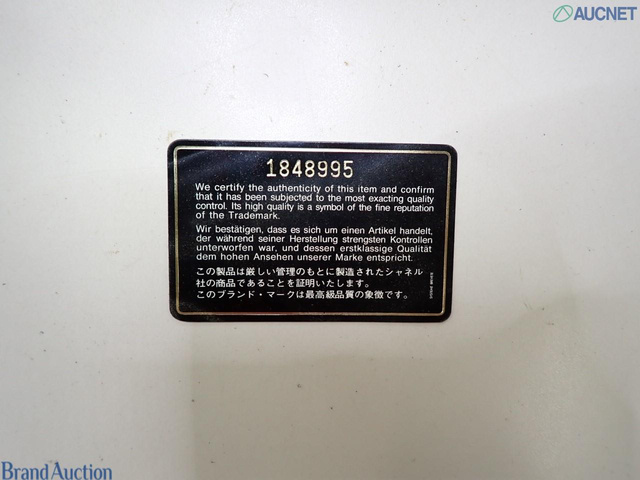 AUCNET
1848995
We certify the authenticity of this item and confirm
that it has been subjected to the most exacting quality
control. Its high quality is a symbol of the fine reputation
of the Trademark.
Wir bestätigen, dass es sich um einen Artikel handelt,
der während seiner Herstellung strengsten Kontrollen
unterworfen war, und dessen erstklassige Qualität
dem hohen Ansehen unserer Marke entspricht.
この製品は厳しい管理のもとに製造されたシャネル
社の商品であることを証明いたします。
このブランド・マークは最高級品質の象徴です。
Brand Auction